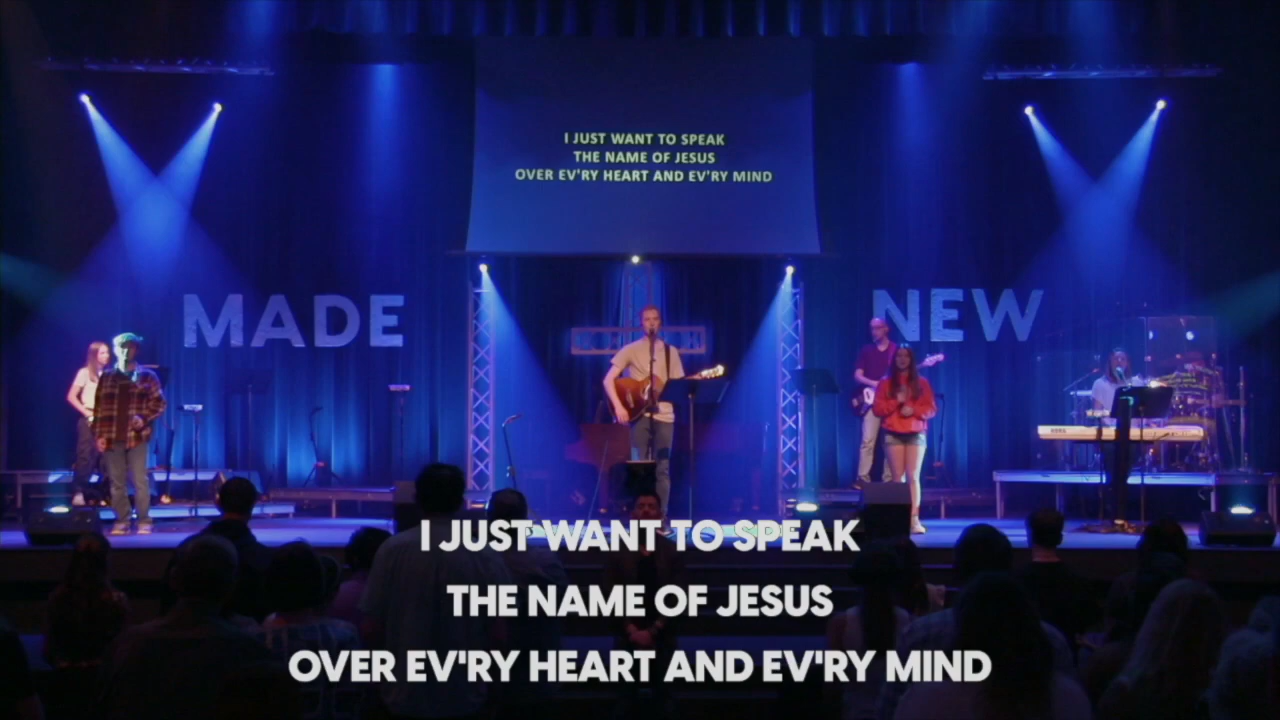 I JUST WANT TO SPEAK
THE NAME OF JESUS
OVER EV'RY HEART AND EV'RY MIND
MADE NEW
KORG
I JUST WANT TO SPEAK
THE NAME OF JESUS
OVER EV'RY HEART AND EV'RY MIND